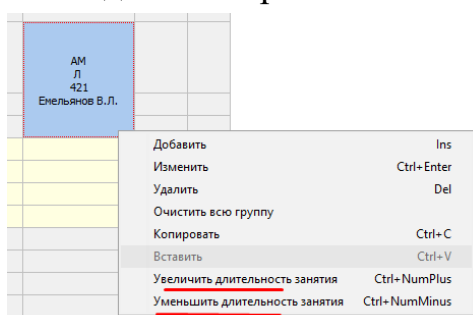 АМ
Л
421
Емельянов В.Л.
Добавить Ins
Изменить Ctrl+Enter
Удалить Del
Очистить всю группу
Копировать Ctrl+C
Вставить Ctrl+V
Увеличить длительность занятия Ctrl+NumPlus
Уменьшить длительность занятия Ctrl+NumMinus